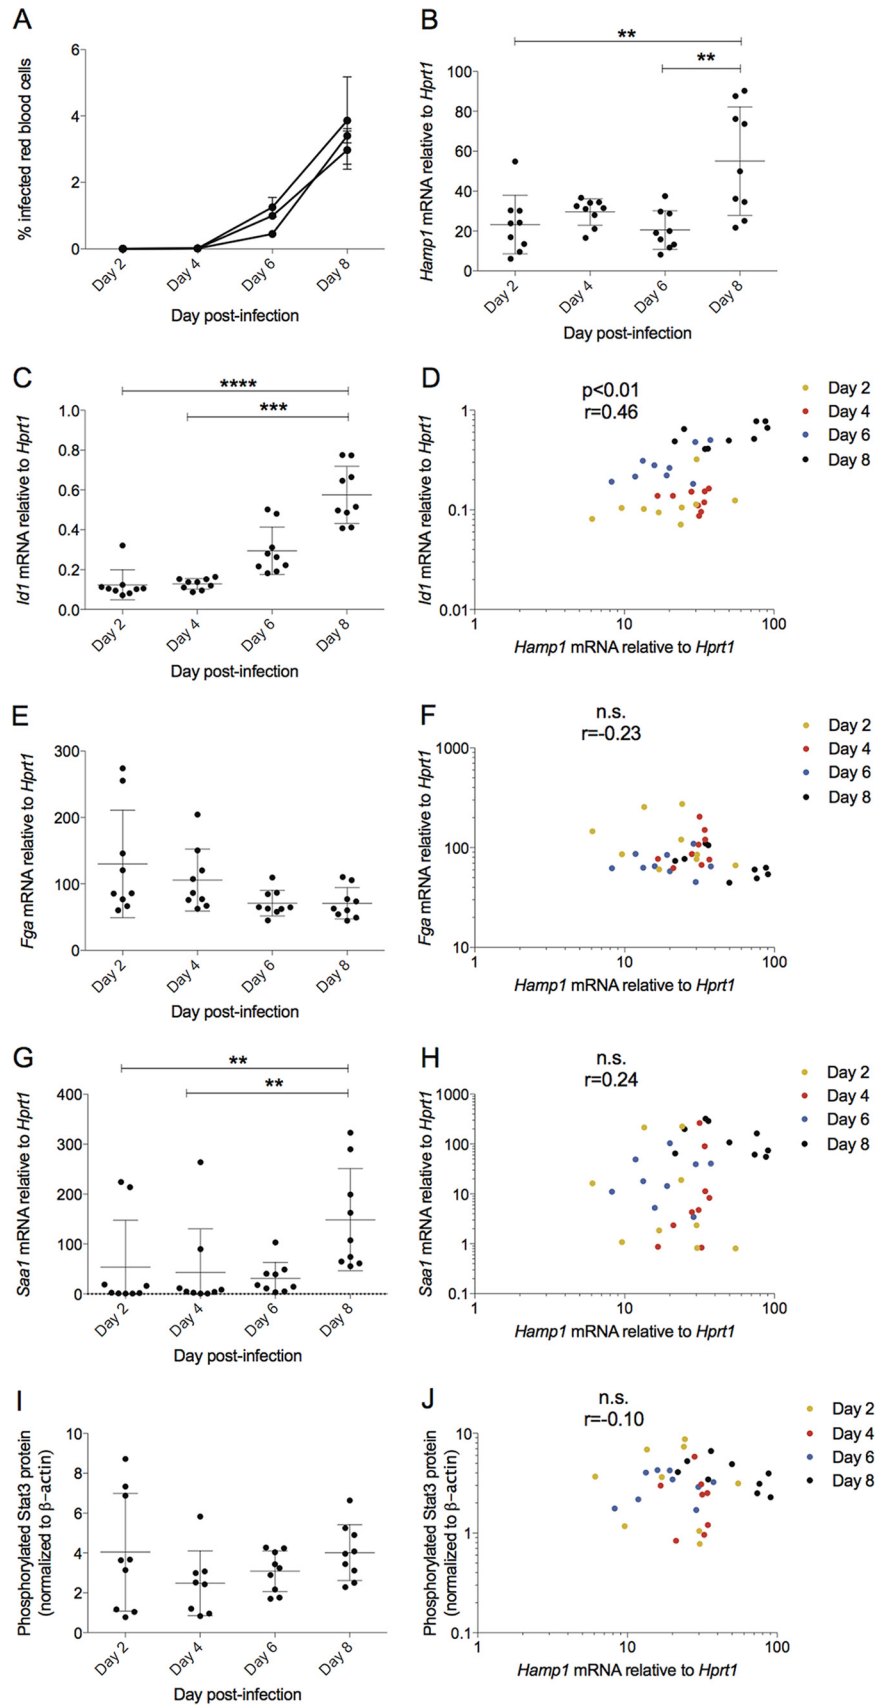 A
% infected red blood cells
6
4
2
0
Day 2
Day 4
Day 6
Day 8
Day post-infection
B
**
**
Hamp1 mRNA relative to Hprt1
100
80
60
40
20
0
Day 2
Day 4
Day 6
Day 8
Day post-infection
C
****
***
Id1 mRNA relative to Hprt1
1.0
0.8
0.6
0.4
0.2
0.0
Day 2
Day 4
Day 6
Day 8
Day post-infection
D
p<0.01
r=0.46
Id1 mRNA relative to Hprt1
1
0.1
0.01
1
10
100
Hamp1 mRNA relative to Hprt1
Day 2
Day 4
Day 6
Day 8
E
Fga mRNA relative to Hprt1
300
200
100
0
Day 2
Day 4
Day 6
Day 8
Day post-infection
F
n.s.
r=-0.23
Fga mRNA relative to Hprt1
1000
100
10
1
10
100
Hamp1 mRNA relative to Hprt1
Day 2
Day 4
Day 6
Day 8
G
**
**
Saa1 mRNA relative to Hprt1
400
300
200
100
0
Day 2
Day 4
Day 6
Day 8
Day post-infection
H
n.s.
r=0.24
Saa1 mRNA relative to Hprt1
1000
100
10
1
0.1
1
10
100
Hamp1 mRNA relative to Hprt1
Day 2
Day 4
Day 6
Day 8
I
Phosphorylated Stat3 protein
(normalized to β-actin)
10
8
6
4
2
0
Day 2
Day 4
Day 6
Day 8
Day post-infection
J
n.s.
r=-0.10
Phosphorylated Stat3 protein
(normalized to β-actin)
10
1
0.1
1
10
100
Hamp1 mRNA relative to Hprt1
Day 2
Day 4
Day 6
Day 8